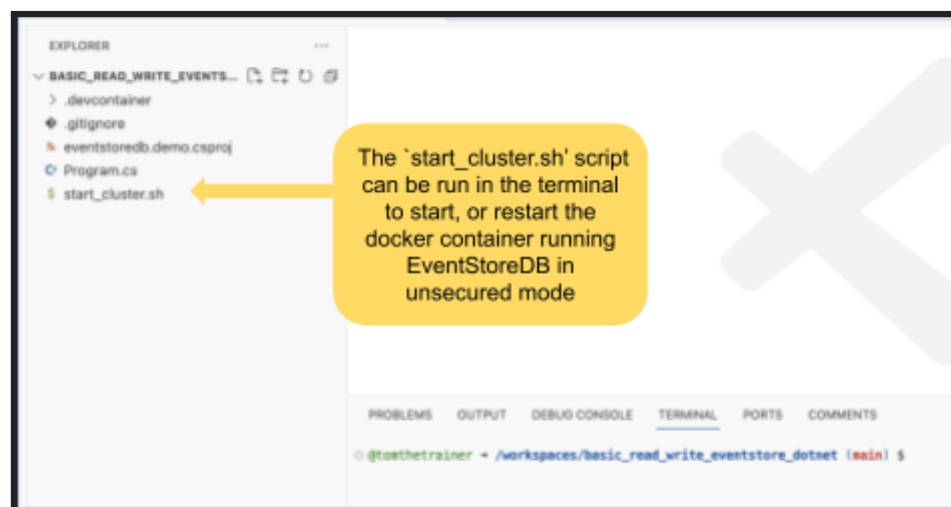 EXPLORER ...
BASIC_READ_WRITE_EVENTS...
.devcontainer
.gitignore
eventstoredb.demo.csproj
Program.cs
$ start_cluster.sh
The `start_cluster.sh' script
can be run in the terminal
to start, or restart the
docker container running
EventStoreDB in
unsecured mode
PROBLEMS OUTPUT DEBUG CONSOLE TERMINAL PORTS COMMENTS
@tomthetrainer → /workspaces/basic_read_write_eventstore_dotnet (main) $